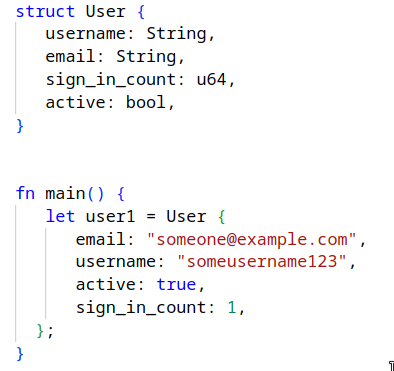 struct User {
    username: String,
    email: String,
    sign_in_count: u64,
    active: bool,
}
fn main() {
    let user1 = User {
        email: "someone@example.com",
        username: "someusername123",
        active: true,
        sign_in_count: 1,
    };
}